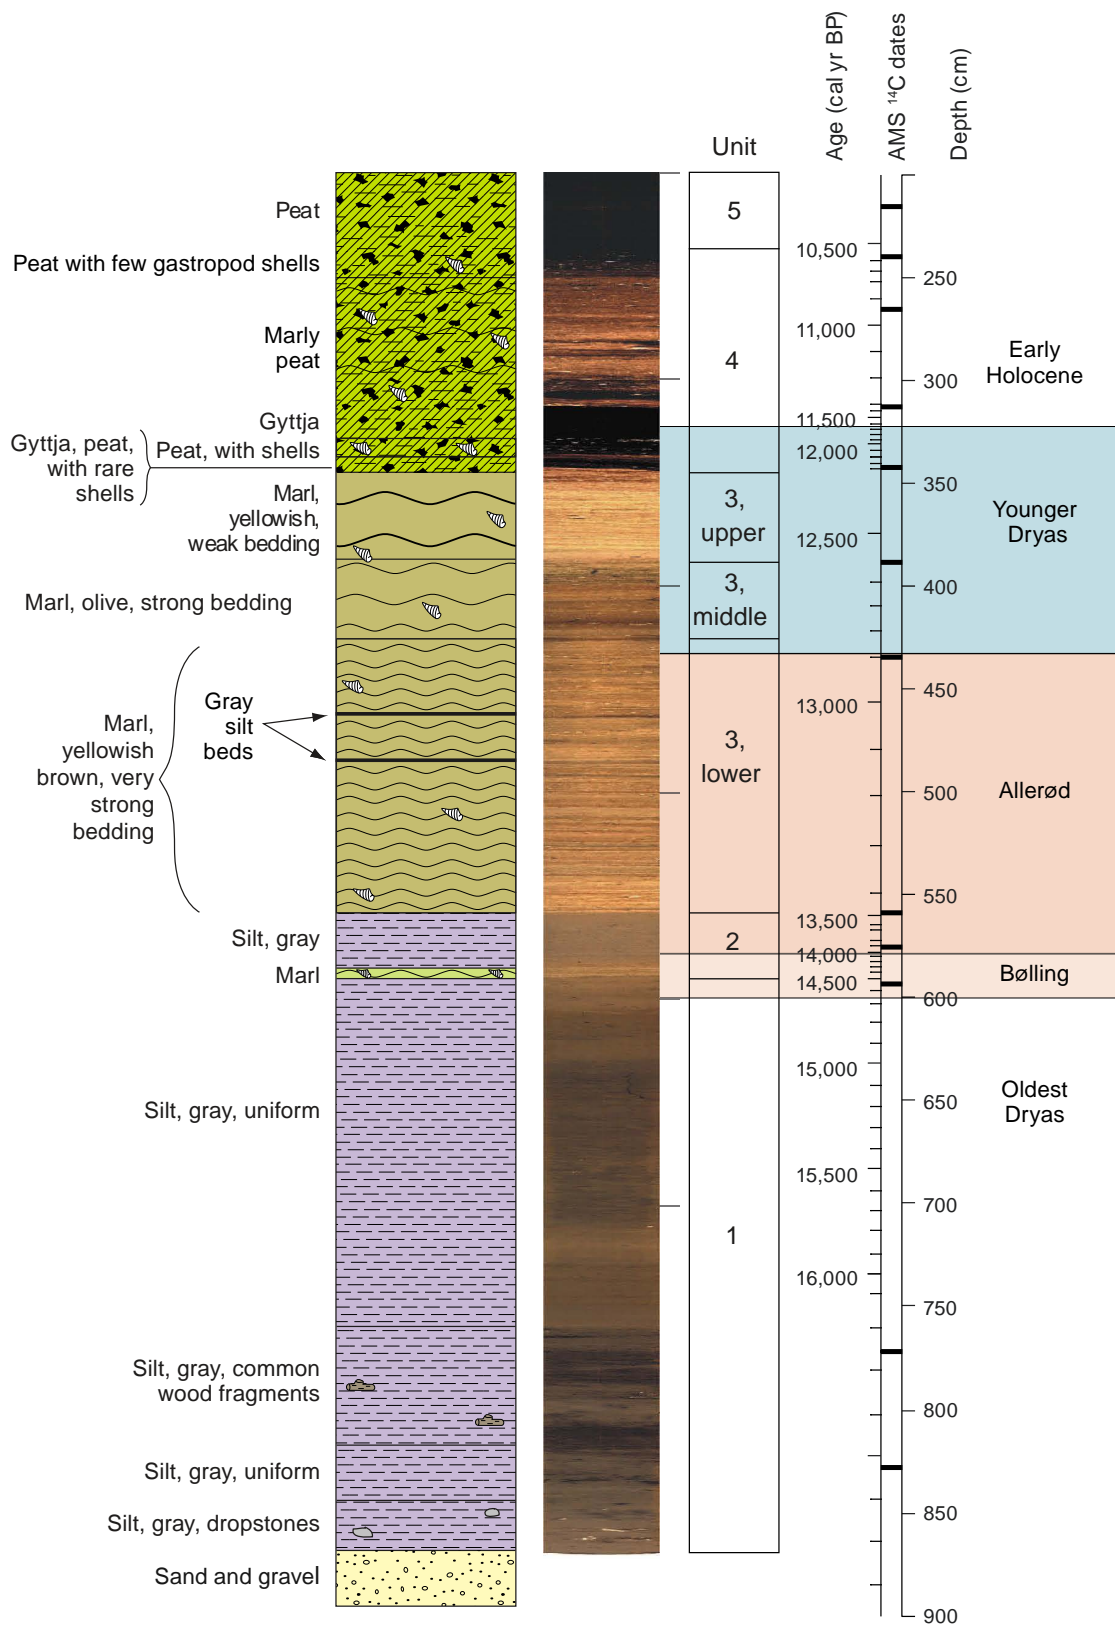 Age (cal yr BP)
AMS ¹⁴C dates
Depth (cm)
Unit
Peat
Peat with few gastropod shells
Marly
peat
Gyttja
Gyttja, peat,
with rare
shells
Peat, with shells
Marl,
yellowish,
weak bedding
Marl, olive, strong bedding
Marl,
yellowish
brown, very
strong
bedding
Gray
silt
beds
Silt, gray
Marl
Silt, gray, uniform
Silt, gray, common
wood fragments
Silt, gray, uniform
Silt, gray, dropstones
Sand and gravel
5
4
3,
upper
3,
middle
3,
lower
2
1
10,500
11,000
11,500
12,000
12,500
13,000
13,500
14,000
14,500
15,000
15,500
16,000
250
300
350
400
450
500
550
600
650
700
750
800
850
900
Early
Holocene
Younger
Dryas
Allerød
Bølling
Oldest
Dryas